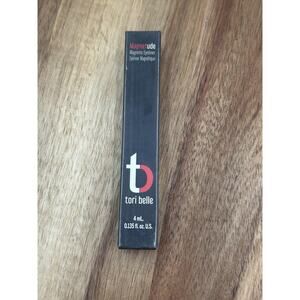 Magnetude
Magnetic Eyeliner
Eyeliner Magnétique
tb
tori belle
4 mL.
0.135 fl. oz. U.S.